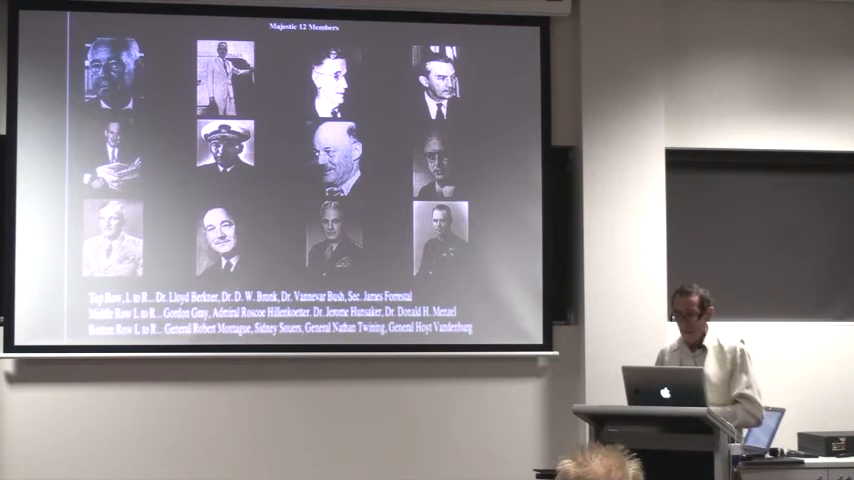 Majestic 12 Members
Top Row, L to R... Dr. Lloyd Berkner, Dr. D. W. Bronk, Dr. Vannevar Bush, Sec. James Forrestal
Middle Row L to R... Gordon Gray, Admiral Roscoe Hillenkoetter. Dr. Jerome Hunsaker, Dr. Donald H. Menzel
Bottom Row L to R... General Robert Montague, Sidney Souers, General Nathan Twining, General Hoyt Vandenburg